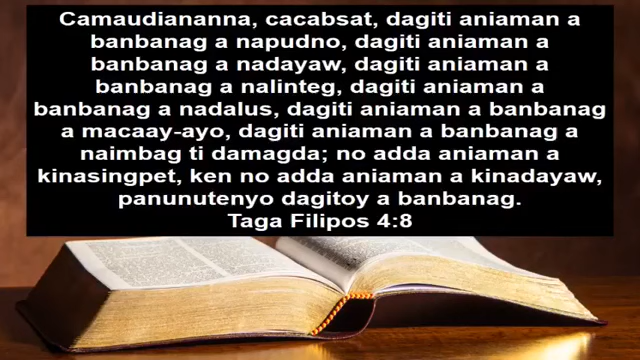 Camaudiananna, cacabsat, dagiti aniaman a
banbanag a napudno, dagiti aniaman a
banbanag a nadayaw, dagiti aniaman a
banbanag a nalinteg, dagiti aniaman a
banbanag a nadalus, dagiti aniaman a banbanag
a macaay-ayo, dagiti aniaman a banbanag a
naimbag ti damagda; no adda aniaman a
kinasingpet, ken no adda aniaman a kinadayaw,
panunutenyo dagitoy a banbanag.
Taga Filipos 4:8